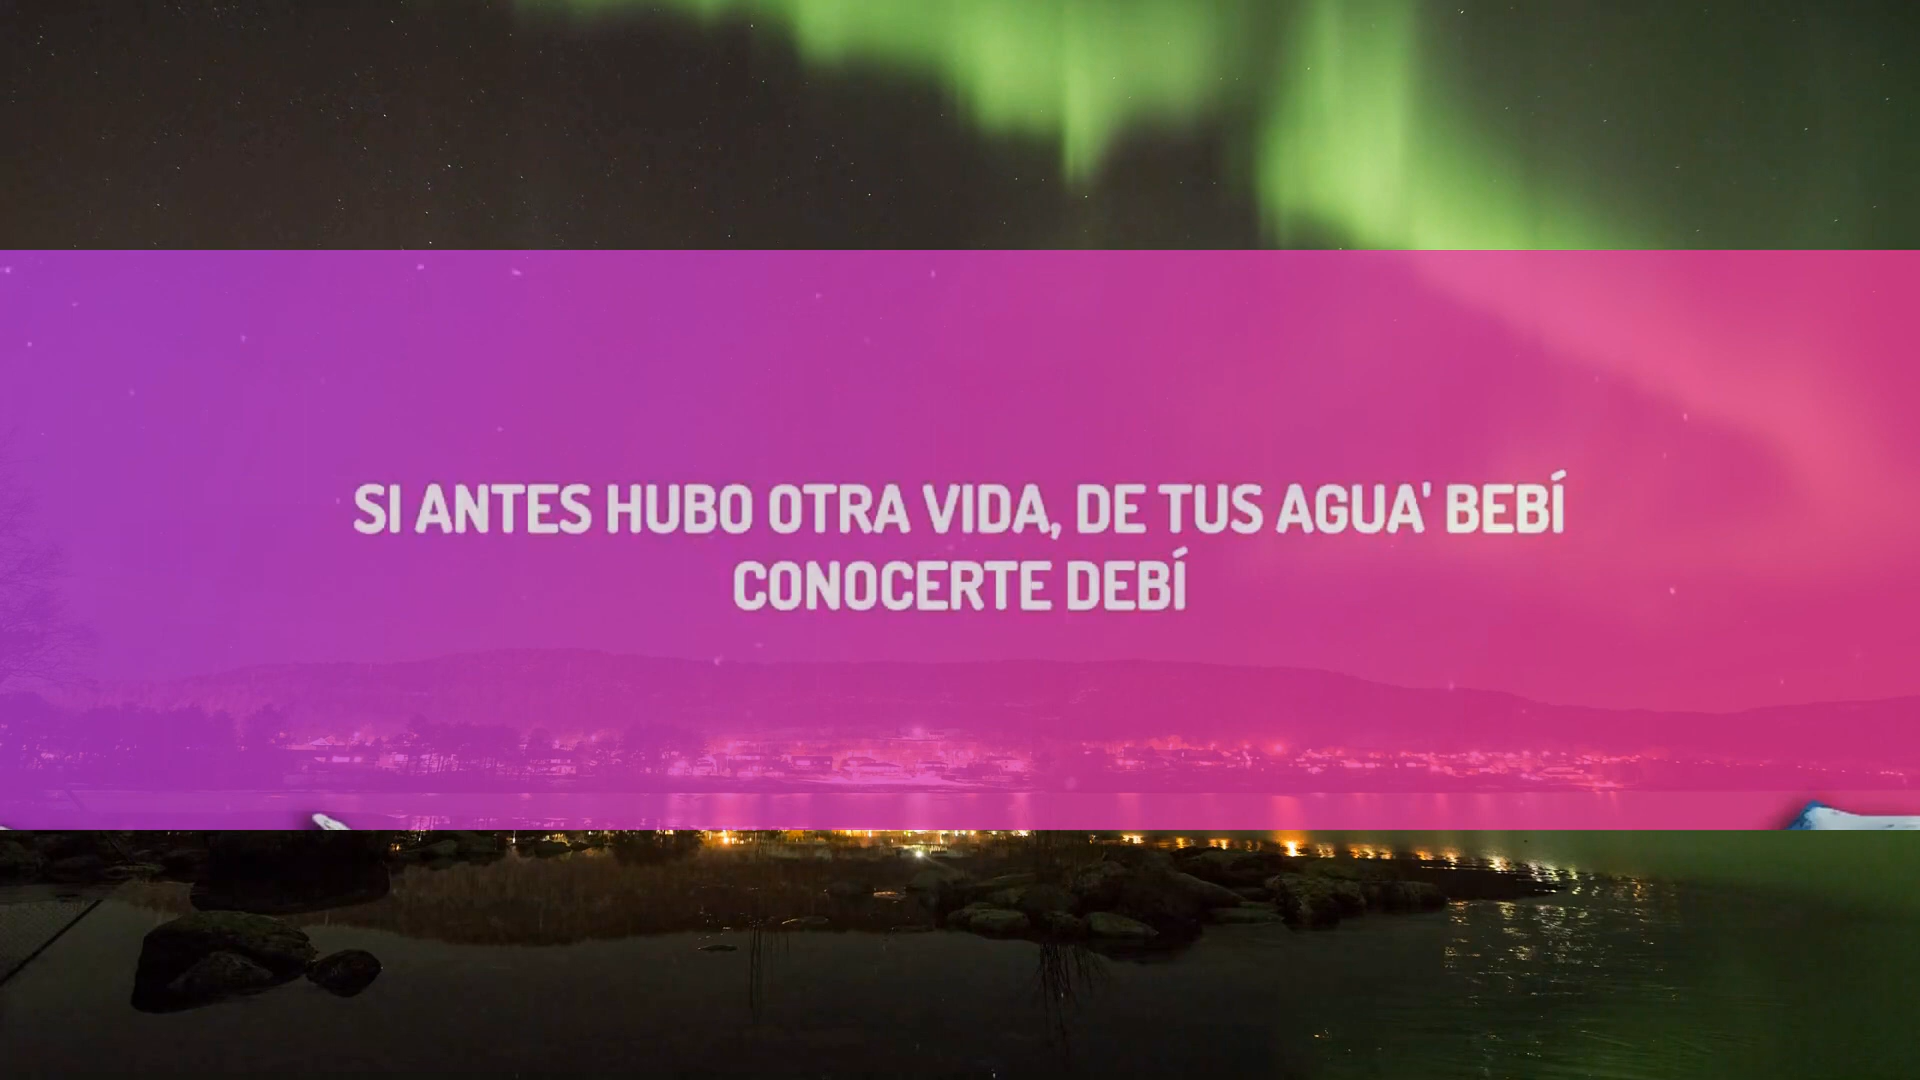 SI ANTES HUBO OTRA VIDA, DE TUS AGUA' BEBÍ
CONOCERTE DEBÍ